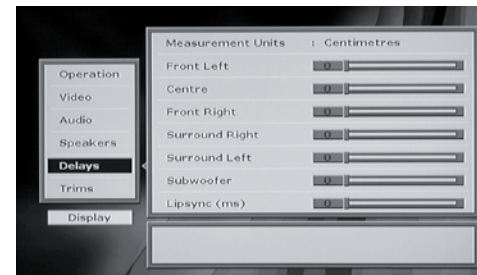 Operation
Video
Audio
Speakers
Delays
Trims
Display
Measurement Units : Centimetres
Front Left 0
Centre 0
Front Right 0
Surround Right 0
Surround Left 0
Subwoofer 0
Lipsync (ms) 0